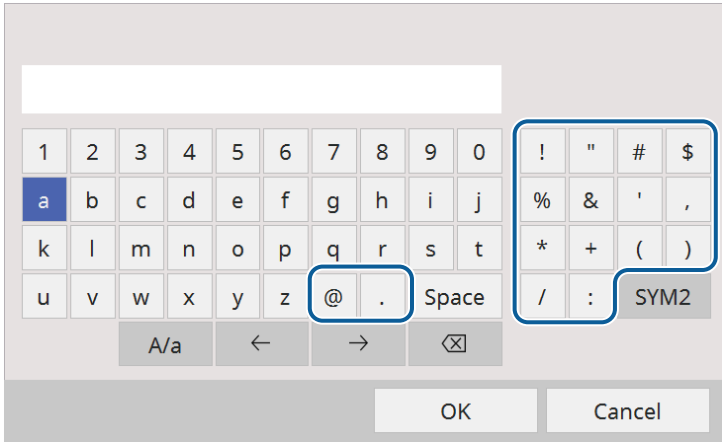 1 2 3 4 5 6 7 8 9 0 ! " # $
a b c d e f g h i j % & ' ,
k l m n o p q r s t * + ( )
u v w x y z @ . Space / : SYM2
A/a ← → ⌫
OK Cancel